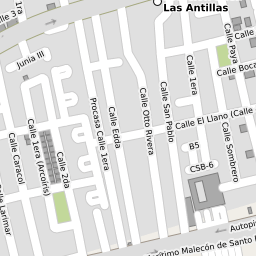 Las Antillas
Ira
Junia III
Calle 1era
Calle Paya
Calle Boca
Procasa Calle 1era
Calle Edda
Calle Otto Rivera
Calle San Pablo
Calle El Llano (Calle
Calle Caracol
Calle 1era (Arcoiris)
Calle 2da
B5
CSB-6
Calle Sombrero
Calle Larimar
Autopi
rítimo Malecón de Santo